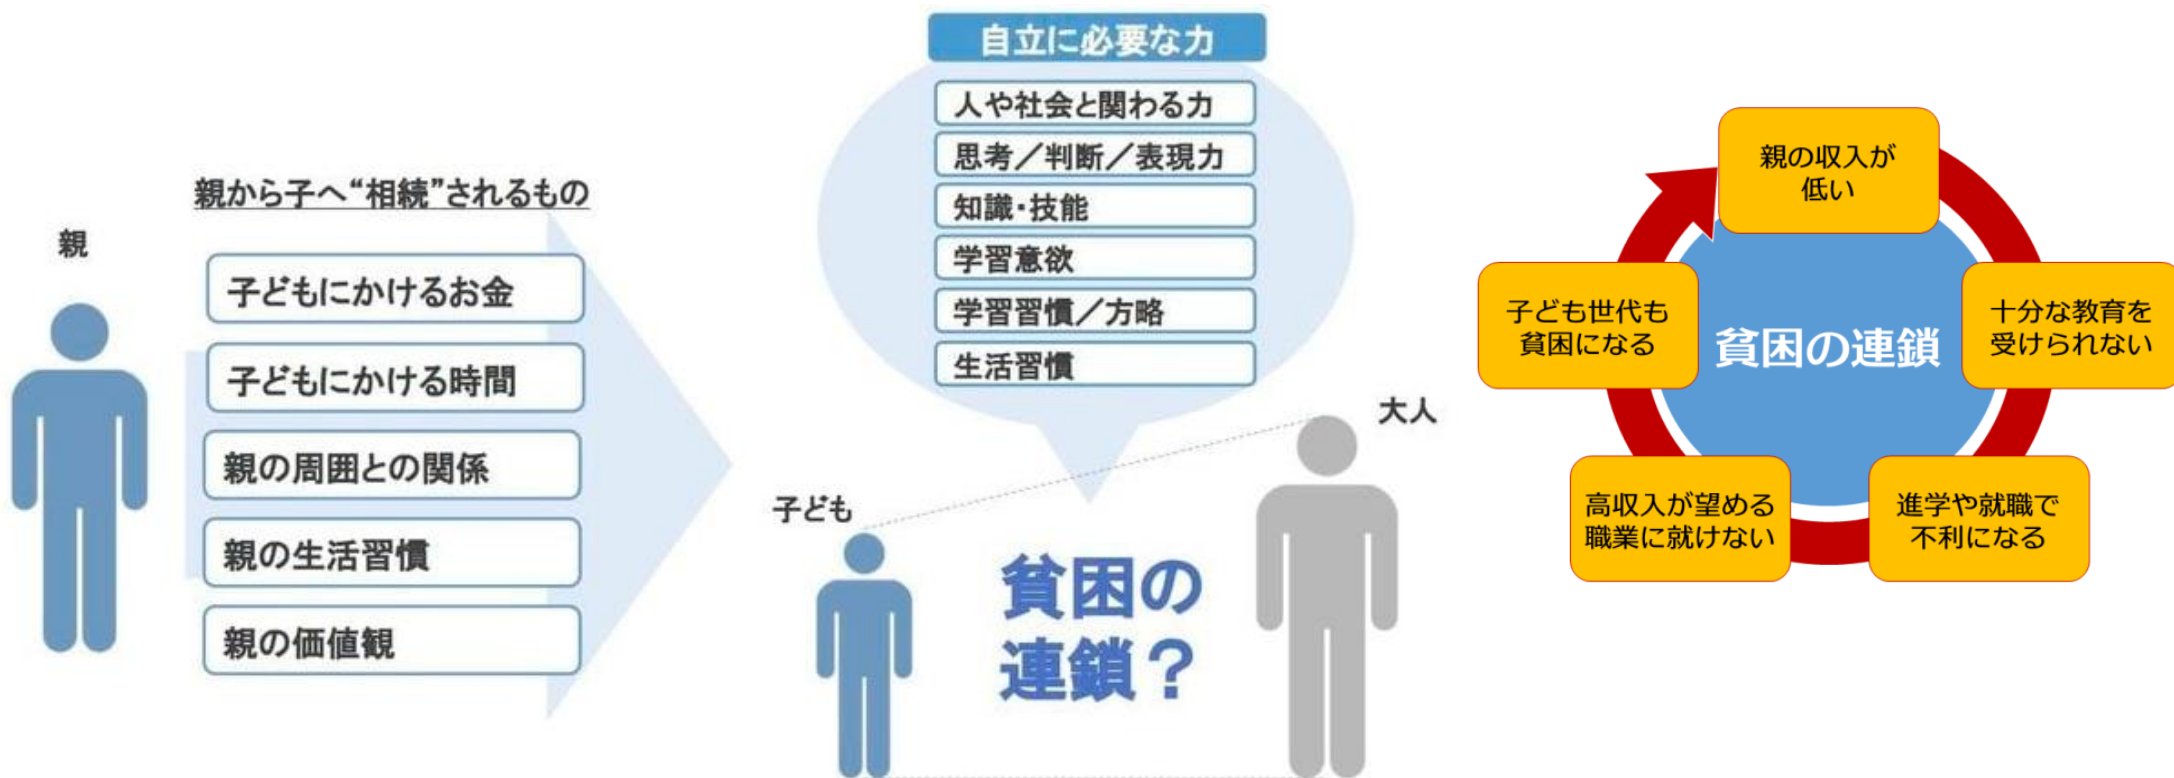 親から子へ“相続”されるもの
親
子どもにかけるお金
子どもにかける時間
親の周囲との関係
親の生活習慣
親の価値観
自立に必要な力
人や社会と関わる力
思考／判断／表現力
知識・技能
学習意欲
学習習慣／方略
生活習慣
子ども
大人
貧困の
連鎖？
親の収入が
低い
十分な教育を
受けられない
進学や就職で
不利になる
高収入が望める
職業に就けない
子ども世代も
貧困になる
貧困の連鎖